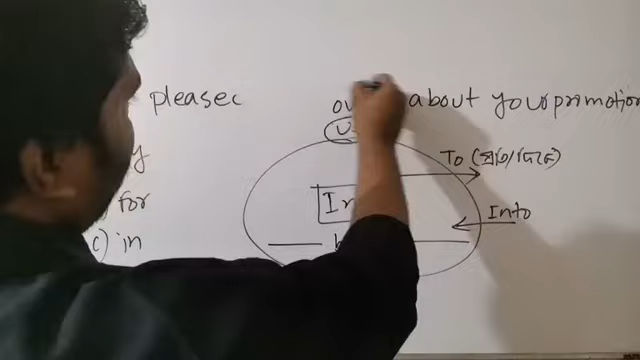 pleased ov about your promotion
U
To (প্রতি/দিকে)
y
for In Into
c) in